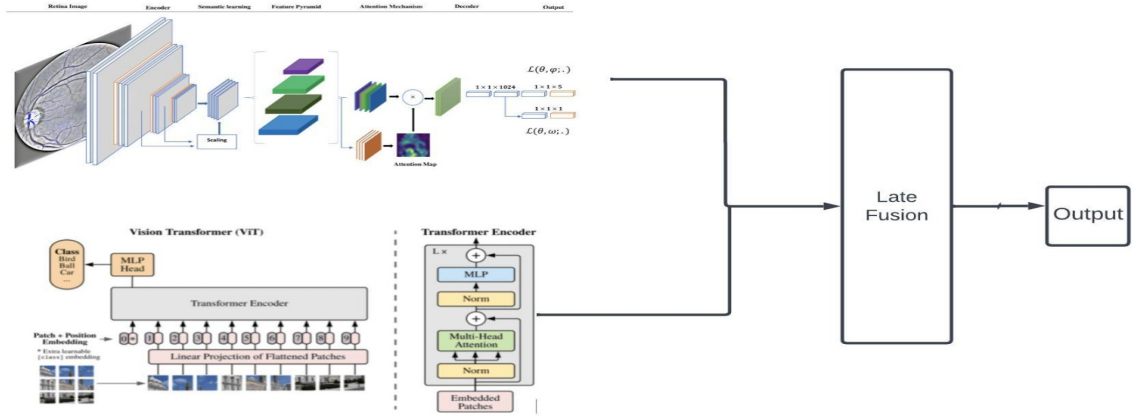 Retina Image Encoder Semantic learning Feature Pyramid Attention Mechanism Decoder Output
ℒ(θ, φ; .)
1 × 1 × 1024 1 × 1 × 5
1 × 1 × 1
ℒ(θ, ω; .)
Scaling
×
Attention Map
Late
Fusion
Output
Vision Transformer (ViT)
Class
Bird
Ball
Car
...
MLP
Head
Transformer Encoder
Patch + Position
Embedding
0 * 1 2 3 4 5 6 7 8 9
* Extra learnable
[class] embedding
Linear Projection of Flattened Patches
Transformer Encoder
L ×
+
MLP
Norm
+
Multi-Head
Attention
Norm
Embedded
Patches